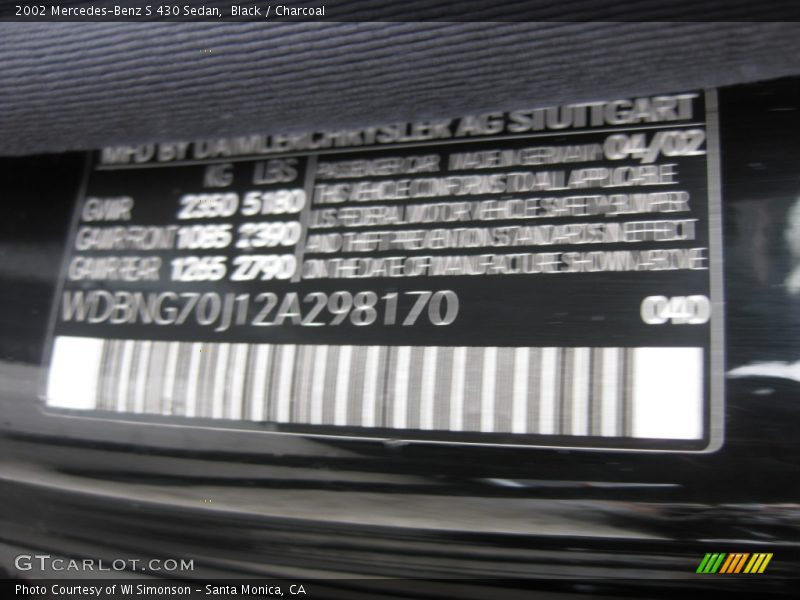 2002 Mercedes-Benz S 430 Sedan,  Black / Charcoal
MFD BY DAIMLERCHRYSLER AG STUTTGART
KG LBS
GVWR 2350 5180
GAWR FRONT 1085 2390
GAWR REAR 1265 2790
PASSENGER CAR MADE IN GERMANY 04/02
THIS VEHICLE CONFORMS TO ALL APPLICABLE
U.S. FEDERAL MOTOR VEHICLE SAFETY BUMPER
AND THEFT PREVENTION STANDARDS IN EFFECT
ON THE DATE OF MANUFACTURE SHOWN ABOVE
WDBNG70J12A298170 040
GTCARLOT.COM
Photo Courtesy of WI Simonson - Santa Monica, CA